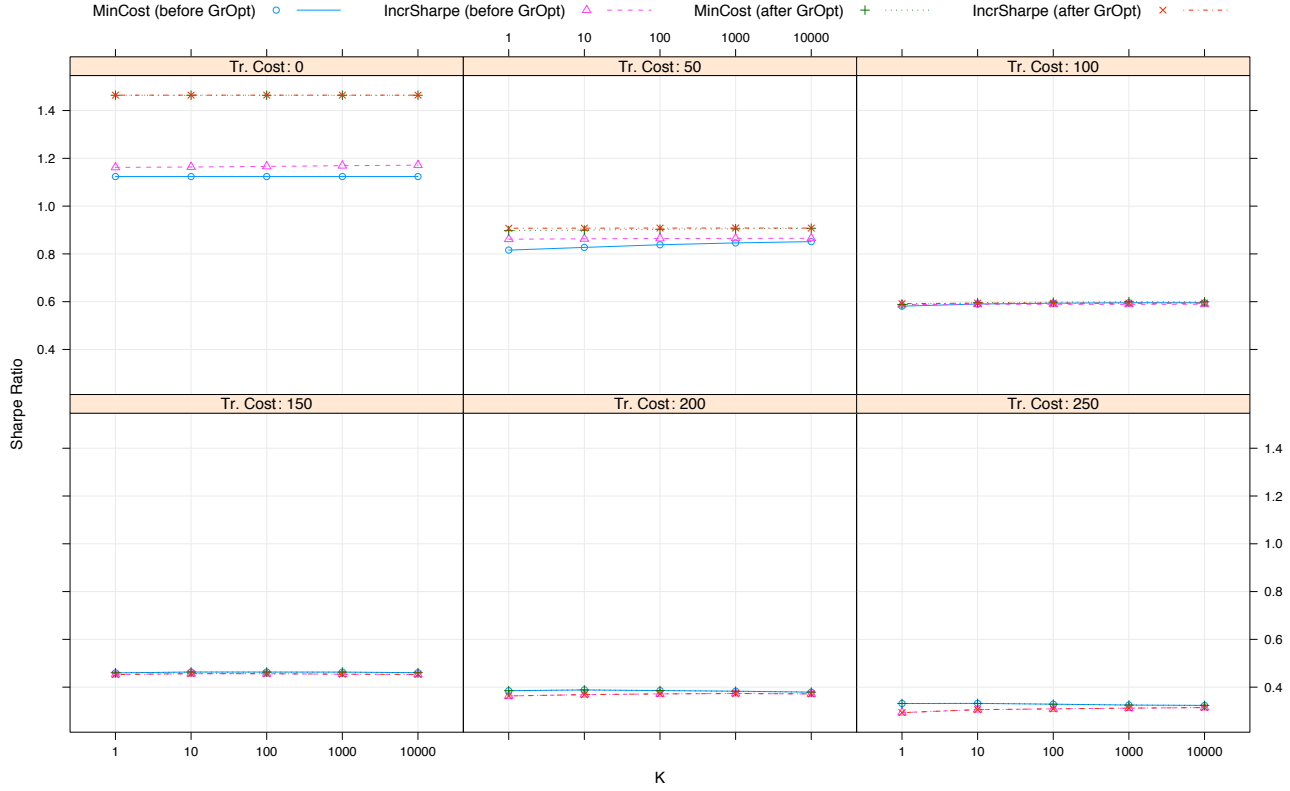 MinCost (before GrOpt) IncrSharpe (before GrOpt) MinCost (after GrOpt) IncrSharpe (after GrOpt)
1 10 100 1000 10000
Tr. Cost: 0 Tr. Cost: 50 Tr. Cost: 100
1.4
1.2
1.0
0.8
0.6
0.4
Sharpe Ratio
Tr. Cost: 150 Tr. Cost: 200 Tr. Cost: 250
1.4
1.2
1.0
0.8
0.6
0.4
1 10 100 1000 10000 1 10 100 1000 10000
K